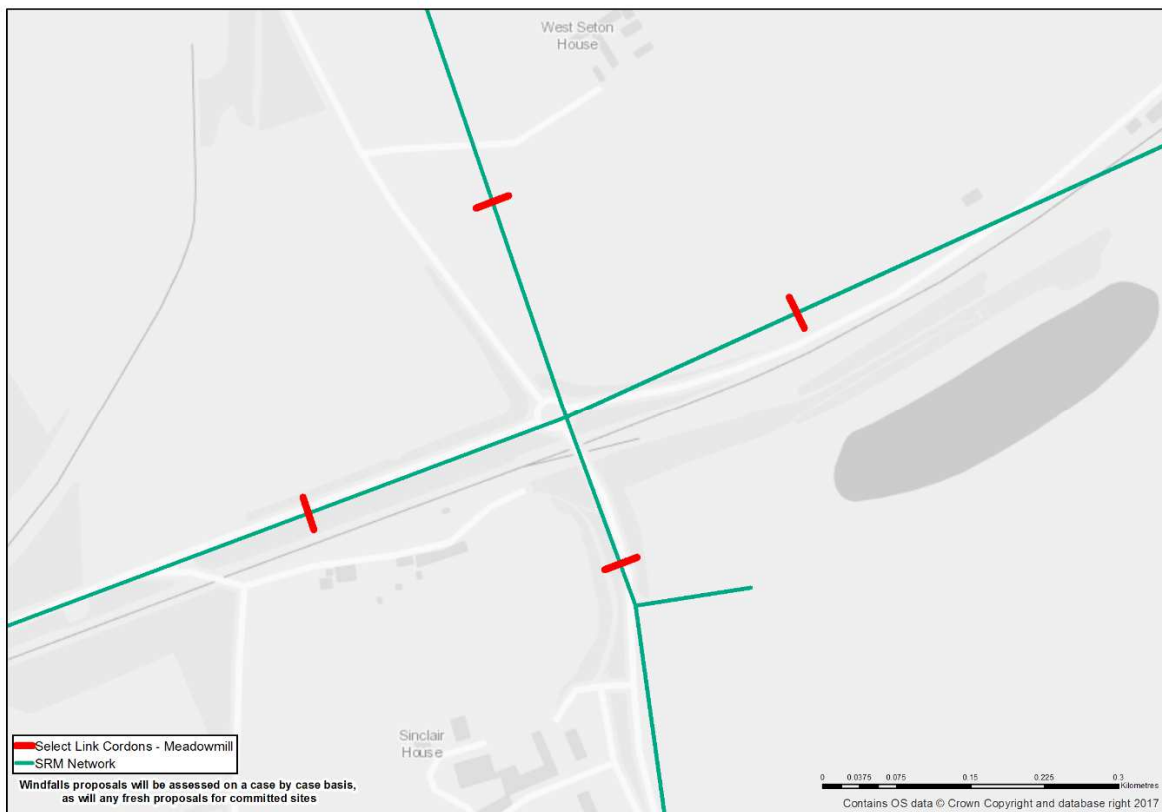 West Seton
House
Sinclair
House
Select Link Cordons - Meadowmill
SRM Network
Windfalls proposals will be assessed on a case by case basis,
as will any fresh proposals for committed sites
0 0.0375 0.075 0.15 0.225 0.3
Kilometres
Contains OS data © Crown Copyright and database right 2017